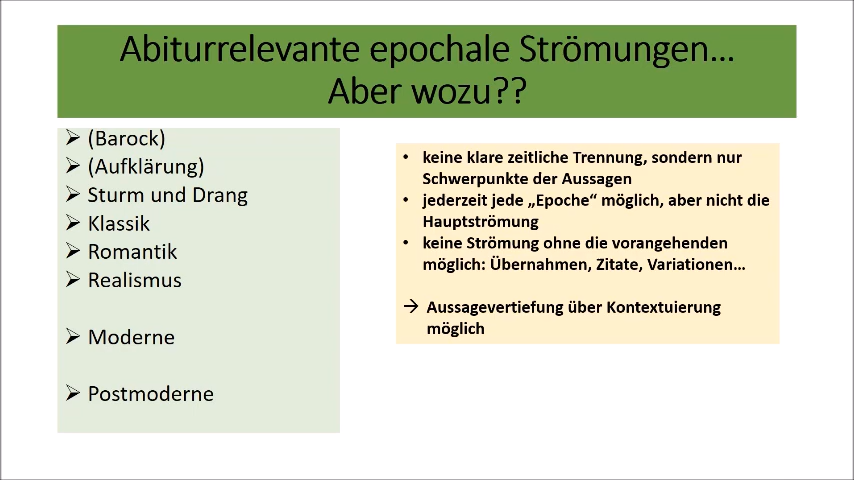 Abiturrelevante epochale Strömungen…
Aber wozu??
➢ (Barock)
➢ (Aufklärung)
➢ Sturm und Drang
➢ Klassik
➢ Romantik
➢ Realismus
➢ Moderne
➢ Postmoderne
• keine klare zeitliche Trennung, sondern nur
Schwerpunkte der Aussagen
• jederzeit jede „Epoche“ möglich, aber nicht die
Hauptströmung
• keine Strömung ohne die vorangehenden
möglich: Übernahmen, Zitate, Variationen…
→ Aussagevertiefung über Kontextuierung
möglich